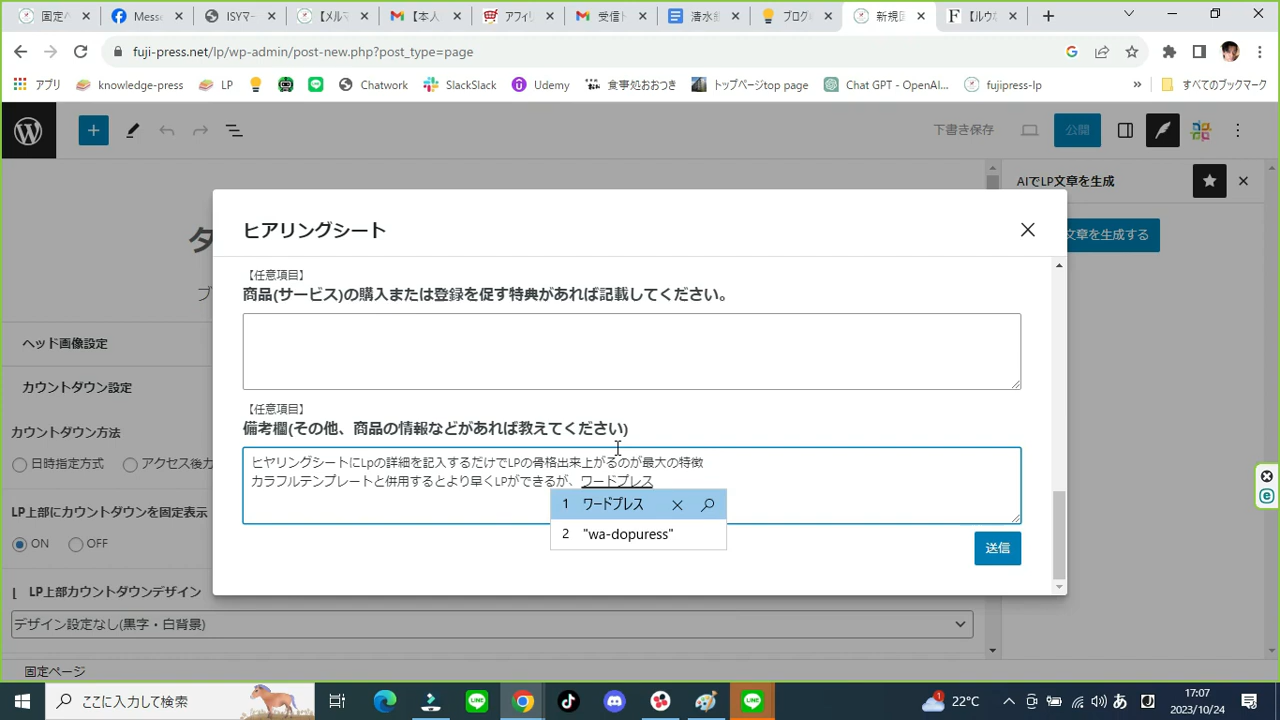 固定ペ
Mess
ISYマー
【メルマ
【本人
アフィリ
受信ト
清水総
ブログ
新規固
【ルウ
fuji-press.net/lp/wp-admin/post-new.php?post_type=page
アプリ
knowledge-press
LP
Chatwork
SlackSlack
Udemy
食事処おおつき
トップページtop page
Chat GPT - OpenAI...
fujipress-lp
»
すべてのブックマーク
下書き保存
公開
AIでLP文章を生成
文章を生成する
タ
ブ
ヘッド画像設定
カウントダウン設定
カウントダウン方法
日時指定方式
アクセス後カ
LP上部にカウントダウンを固定表示
ON
OFF
LP上部カウントダウンデザイン
デザイン設定なし(黒字・白背景)
固定ページ
ヒアリングシート
【任意項目】
商品(サービス)の購入または登録を促す特典があれば記載してください。
【任意項目】
備考欄(その他、商品の情報などがあれば教えてください)
ヒヤリングシートにLpの詳細を記入するだけでLPの骨格出来上がるのが最大の特徴
カラフルテンプレートと併用するとより早くLPができるが、ワードプレス
1 ワードプレス
2 "wa-dopuress"
送信
ここに入力して検索
1
22°C
あ
17:07
2023/10/24